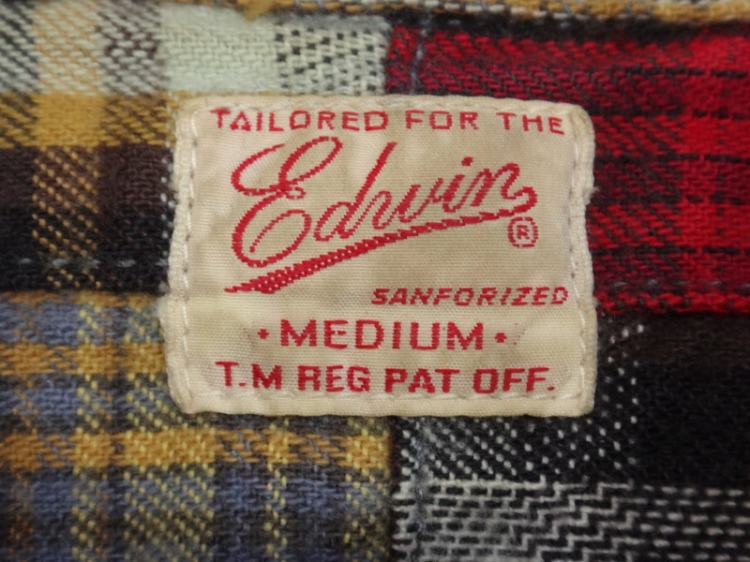 TAILORED FOR THE
Edwin ®
SANFORIZED
·MEDIUM·
T.M REG PAT OFF.